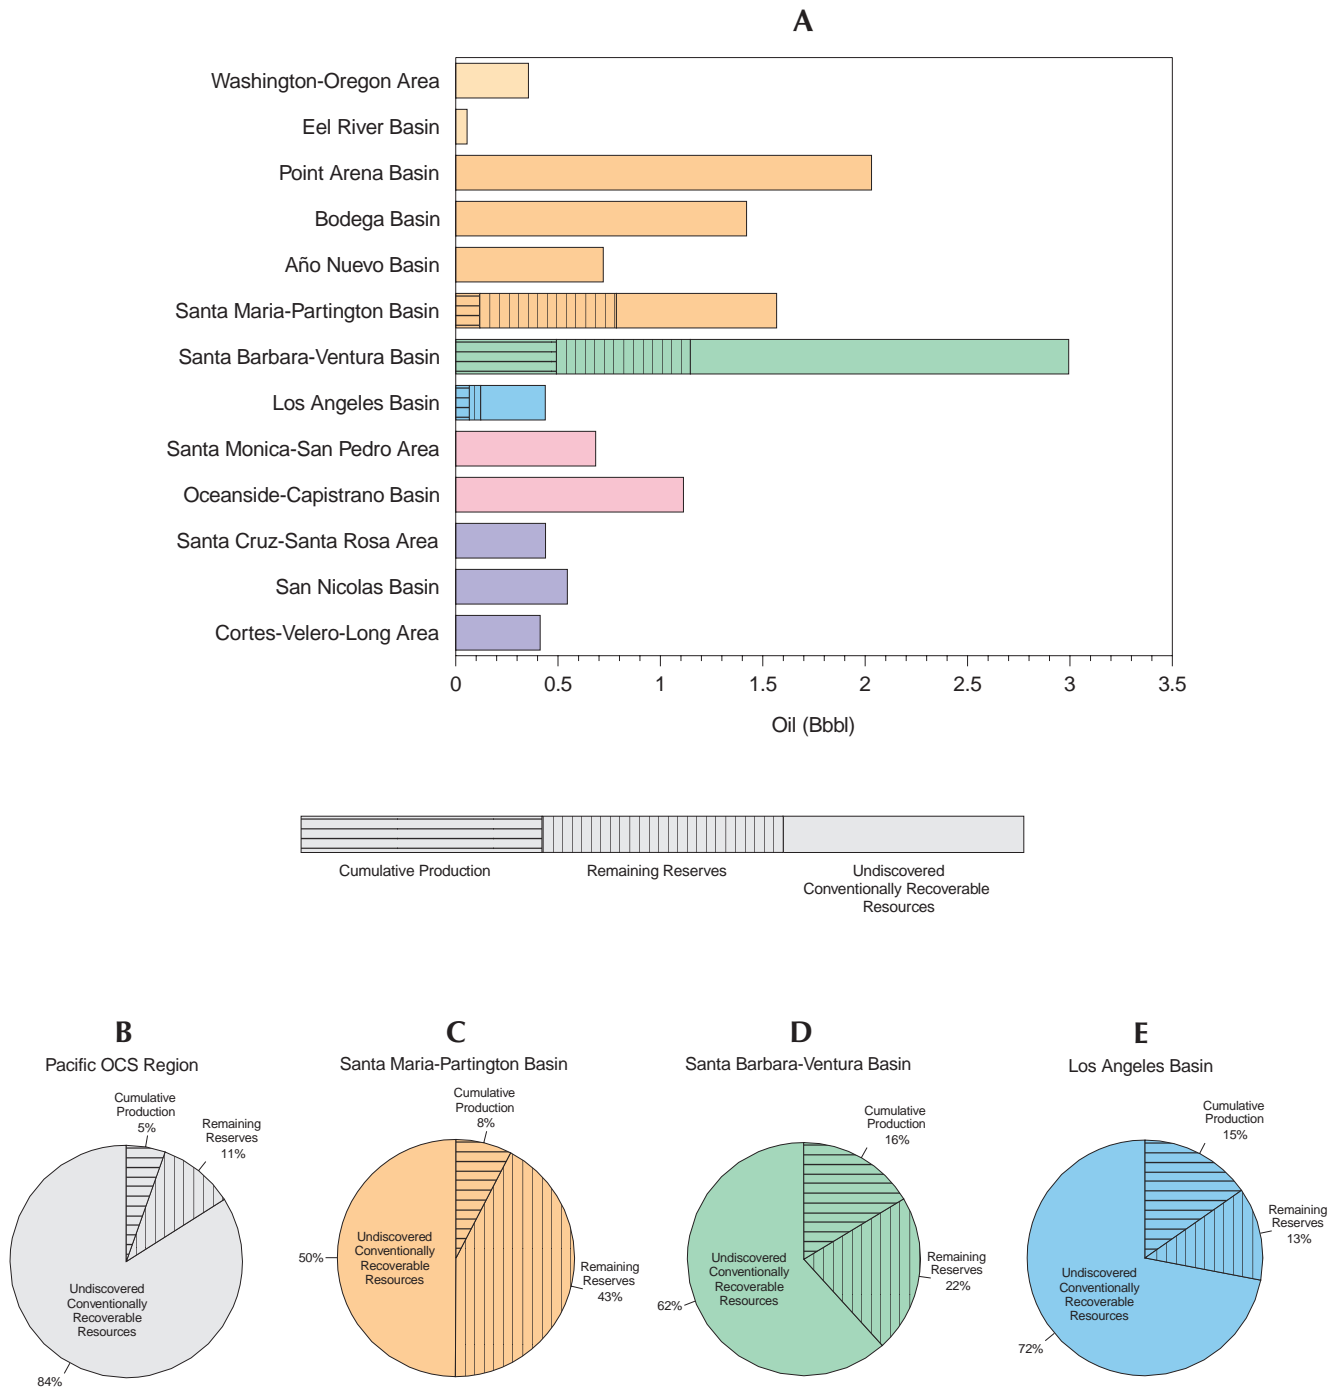 A
Washington-Oregon Area
Eel River Basin
Point Arena Basin
Bodega Basin
Año Nuevo Basin
Santa Maria-Partington Basin
Santa Barbara-Ventura Basin
Los Angeles Basin
Santa Monica-San Pedro Area
Oceanside-Capistrano Basin
Santa Cruz-Santa Rosa Area
San Nicolas Basin
Cortes-Velero-Long Area
0 0.5 1 1.5 2 2.5 3 3.5
Oil (Bbbl)
Cumulative Production
Remaining Reserves
Undiscovered
Conventionally Recoverable
Resources
B
Pacific OCS Region
Cumulative
Production
5%
Remaining
Reserves
11%
Undiscovered
Conventionally
Recoverable
Resources
84%
C
Santa Maria-Partington Basin
Cumulative
Production
8%
Undiscovered
Conventionally
Recoverable
Resources
50%
Remaining
Reserves
43%
D
Santa Barbara-Ventura Basin
Cumulative
Production
16%
Undiscovered
Conventionally
Recoverable
Resources
62%
Remaining
Reserves
22%
E
Los Angeles Basin
Cumulative
Production
15%
Remaining
Reserves
13%
Undiscovered
Conventionally
Recoverable
Resources
72%